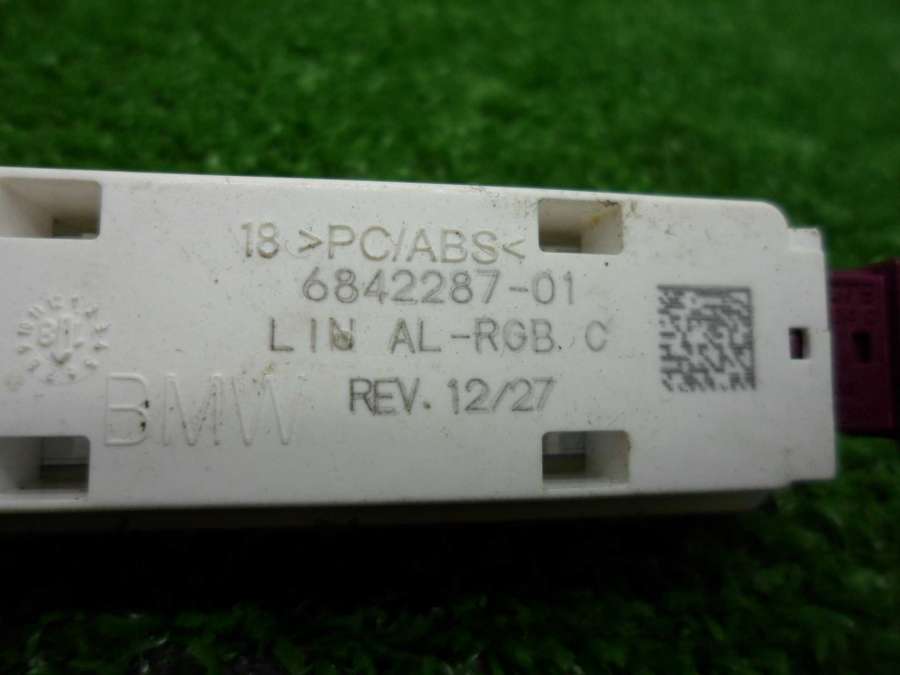 18 >PC/ABS<
6842287-01
LIN AL-RGB. C
BMW
REV. 12/27